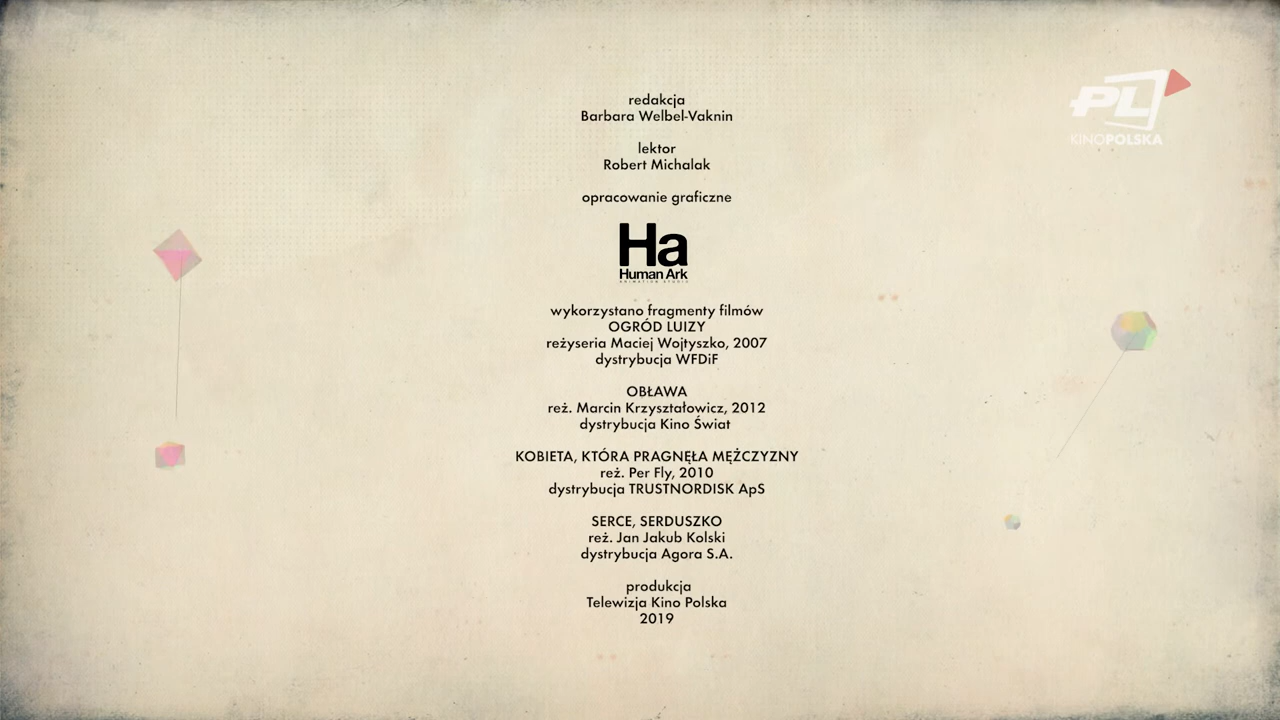 redakcja
Barbara Welbel-Vaknin
lektor
Robert Michalak
opracowanie graficzne
Ha
Human Ark
ANIMATION STUDIO
wykorzystano fragmenty filmów
OGRÓD LUIZY
reżyseria Maciej Wojtyszko, 2007
dystrybucja WFDiF
OBŁAWA
reż. Marcin Krzyształowicz, 2012
dystrybucja Kino Świat
KOBIETA, KTÓRA PRAGNĘŁA MĘŻCZYZNY
reż. Per Fly, 2010
dystrybucja TRUSTNORDISK ApS
SERCE, SERDUSZKO
reż. Jan Jakub Kolski
dystrybucja Agora S.A.
produkcja
Telewizja Kino Polska
2019
PL
KINOPOLSKA